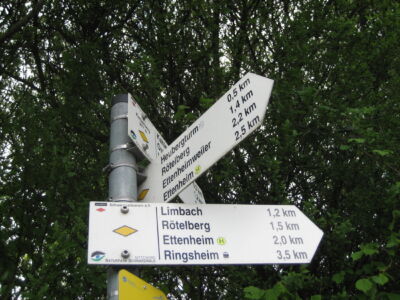 Heubergturm 0,5 km
Rötelberg 1,4 km
Ettenheimweiler 2,2 km
Ettenheim H 2,5 km
Limbach 1,2 km
Rötelberg 1,5 km
Ettenheim H 2,0 km
Ringsheim 3,5 km